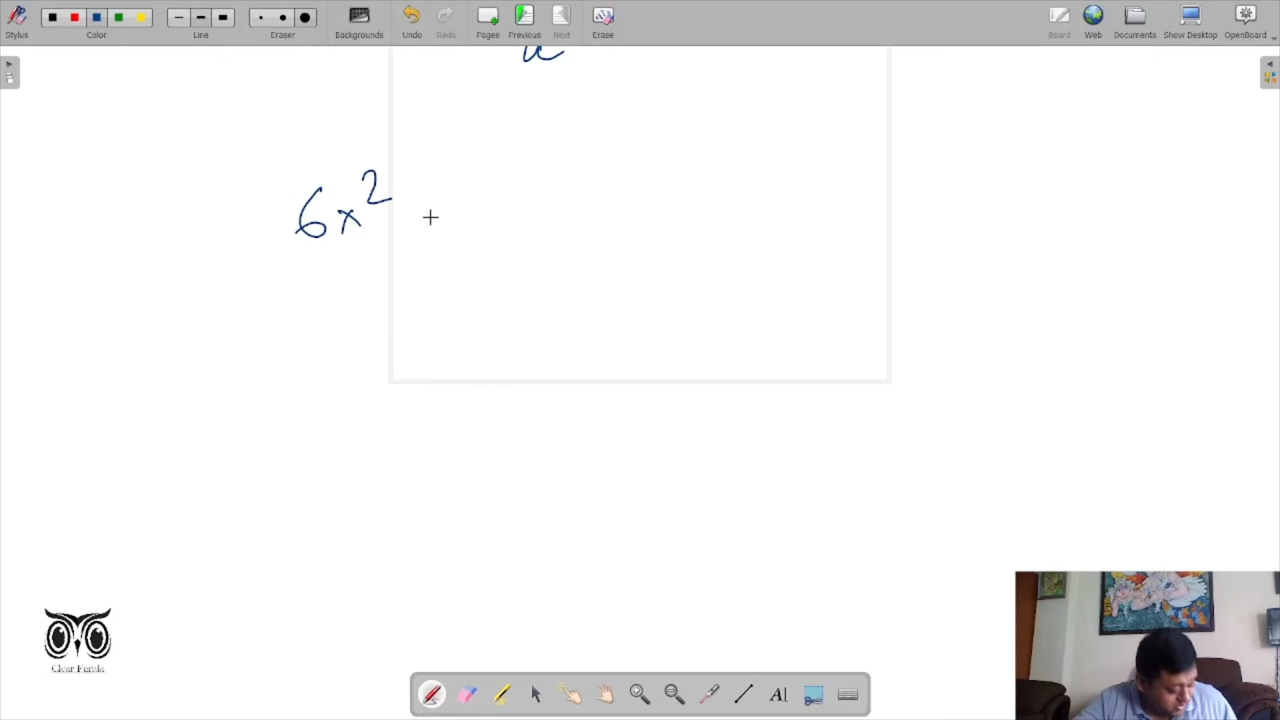 Stylus Color Line Eraser Backgrounds Undo Redo Pages Previous Next Erase Board Web Documents Show Desktop OpenBoard
a
6x²
Clear Funda